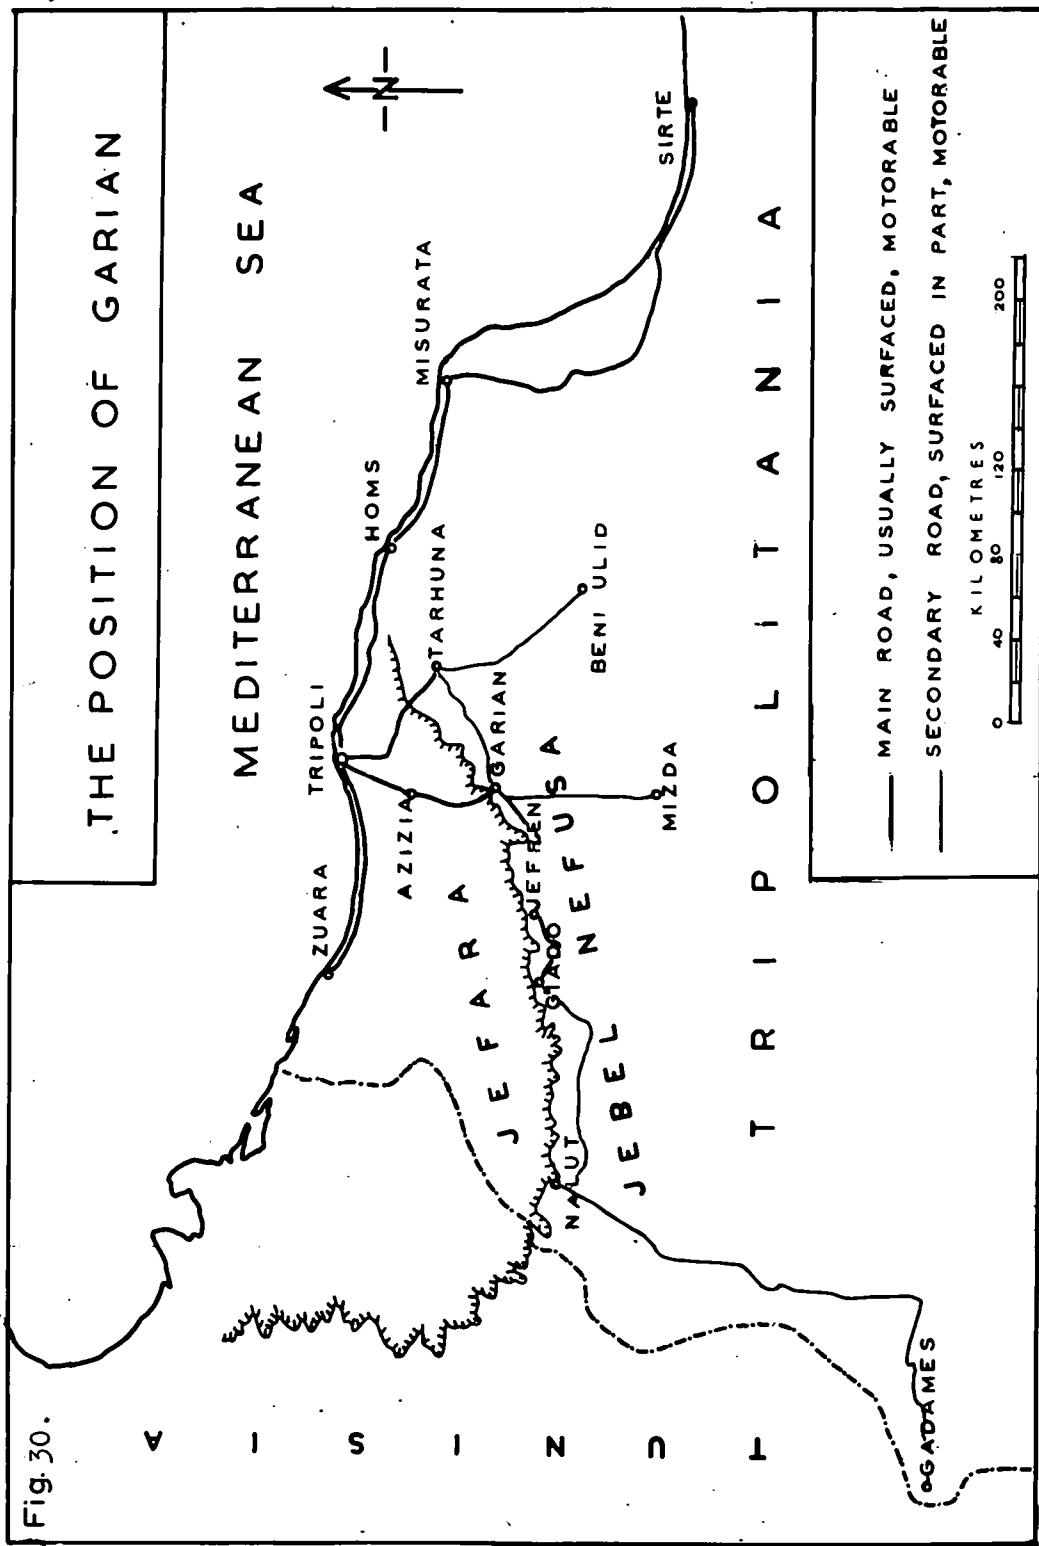 Fig. 30.
THE POSITION OF GARIAN
MEDITERRANEAN SEA
N
TUNISIA
ZUARA
TRIPOLI
HOMS
MISURATA
SIRTE
AZIZIA
TARHUNA
JEFARA
GARIAN
BENI ULID
JEFREN
GIADO
NALUT
JEBEL NEFUSA
MIZDA
GADAMES
TRIPOLITANIA
MAIN ROAD, USUALLY SURFACED, MOTORABLE
SECONDARY ROAD, SURFACED IN PART, MOTORABLE
KILOMETRES
0 40 80 120 200